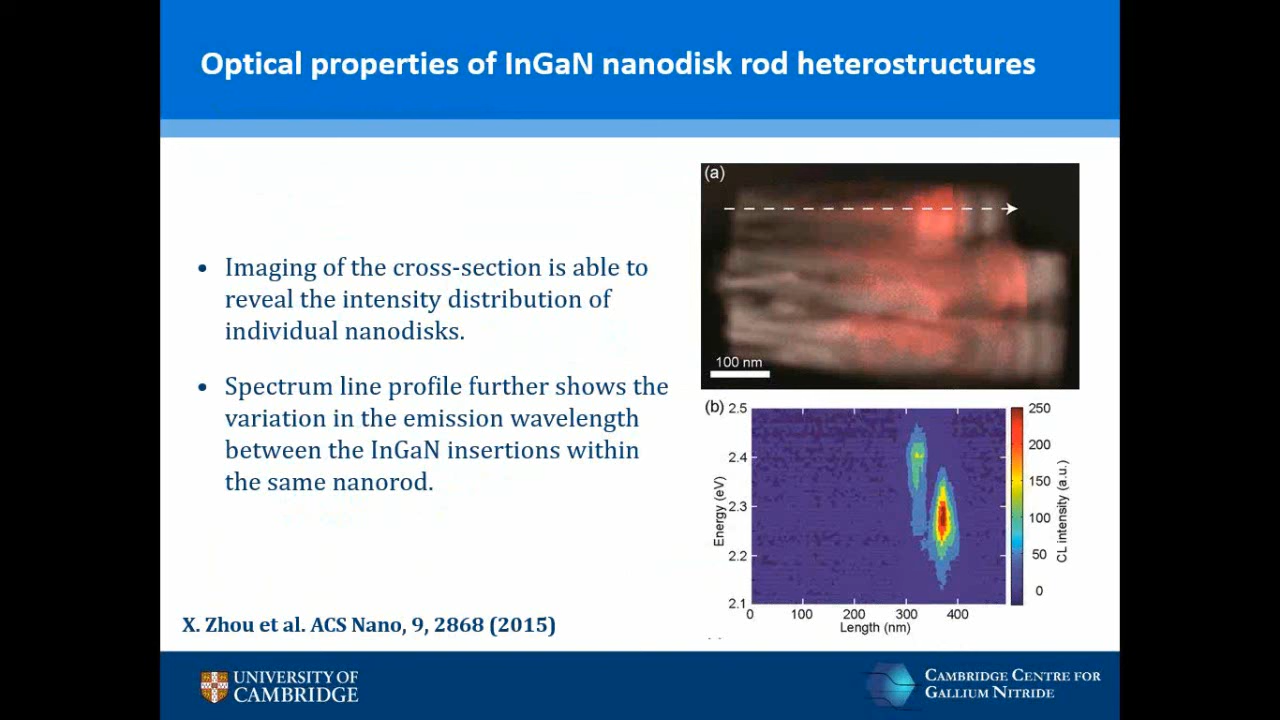 Optical properties of InGaN nanodisk rod heterostructures
• Imaging of the cross-section is able to
reveal the intensity distribution of
individual nanodisks.
• Spectrum line profile further shows the
variation in the emission wavelength
between the InGaN insertions within
the same nanorod.
X. Zhou et al. ACS Nano, 9, 2868 (2015)
(a)
100 nm
(b)
2.5
2.4
2.3
2.2
2.1
Energy (eV)
0 100 200 300 400
Length (nm)
250
200
150
100
50
0
CL intensity (a.u.)
UNIVERSITY OF
CAMBRIDGE
CAMBRIDGE CENTRE FOR
GALLIUM NITRIDE